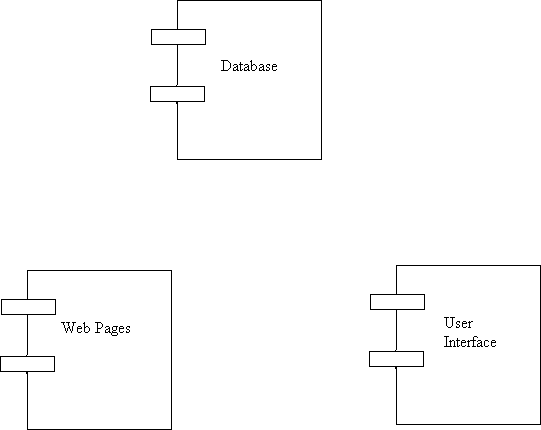 Database
Web Pages
User
Interface